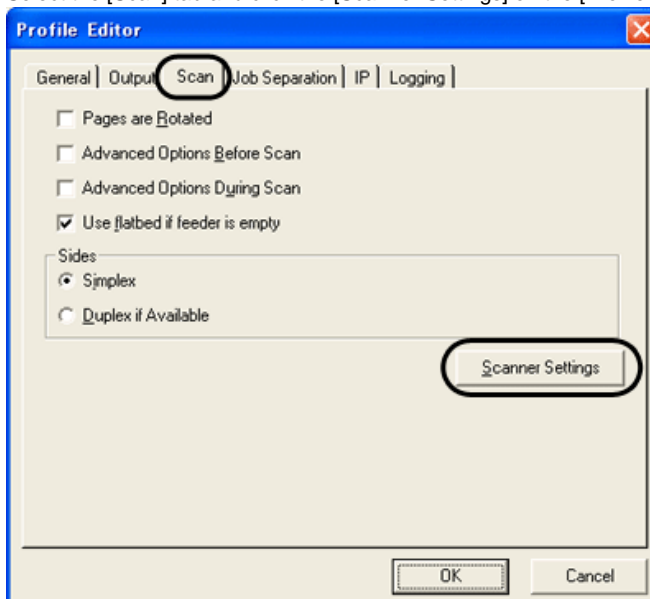 Profile Editor
General Output Scan Job Separation IP Logging
Pages are Rotated
Advanced Options Before Scan
Advanced Options During Scan
Use flatbed if feeder is empty
Sides
Simplex
Duplex if Available
Scanner Settings
OK Cancel